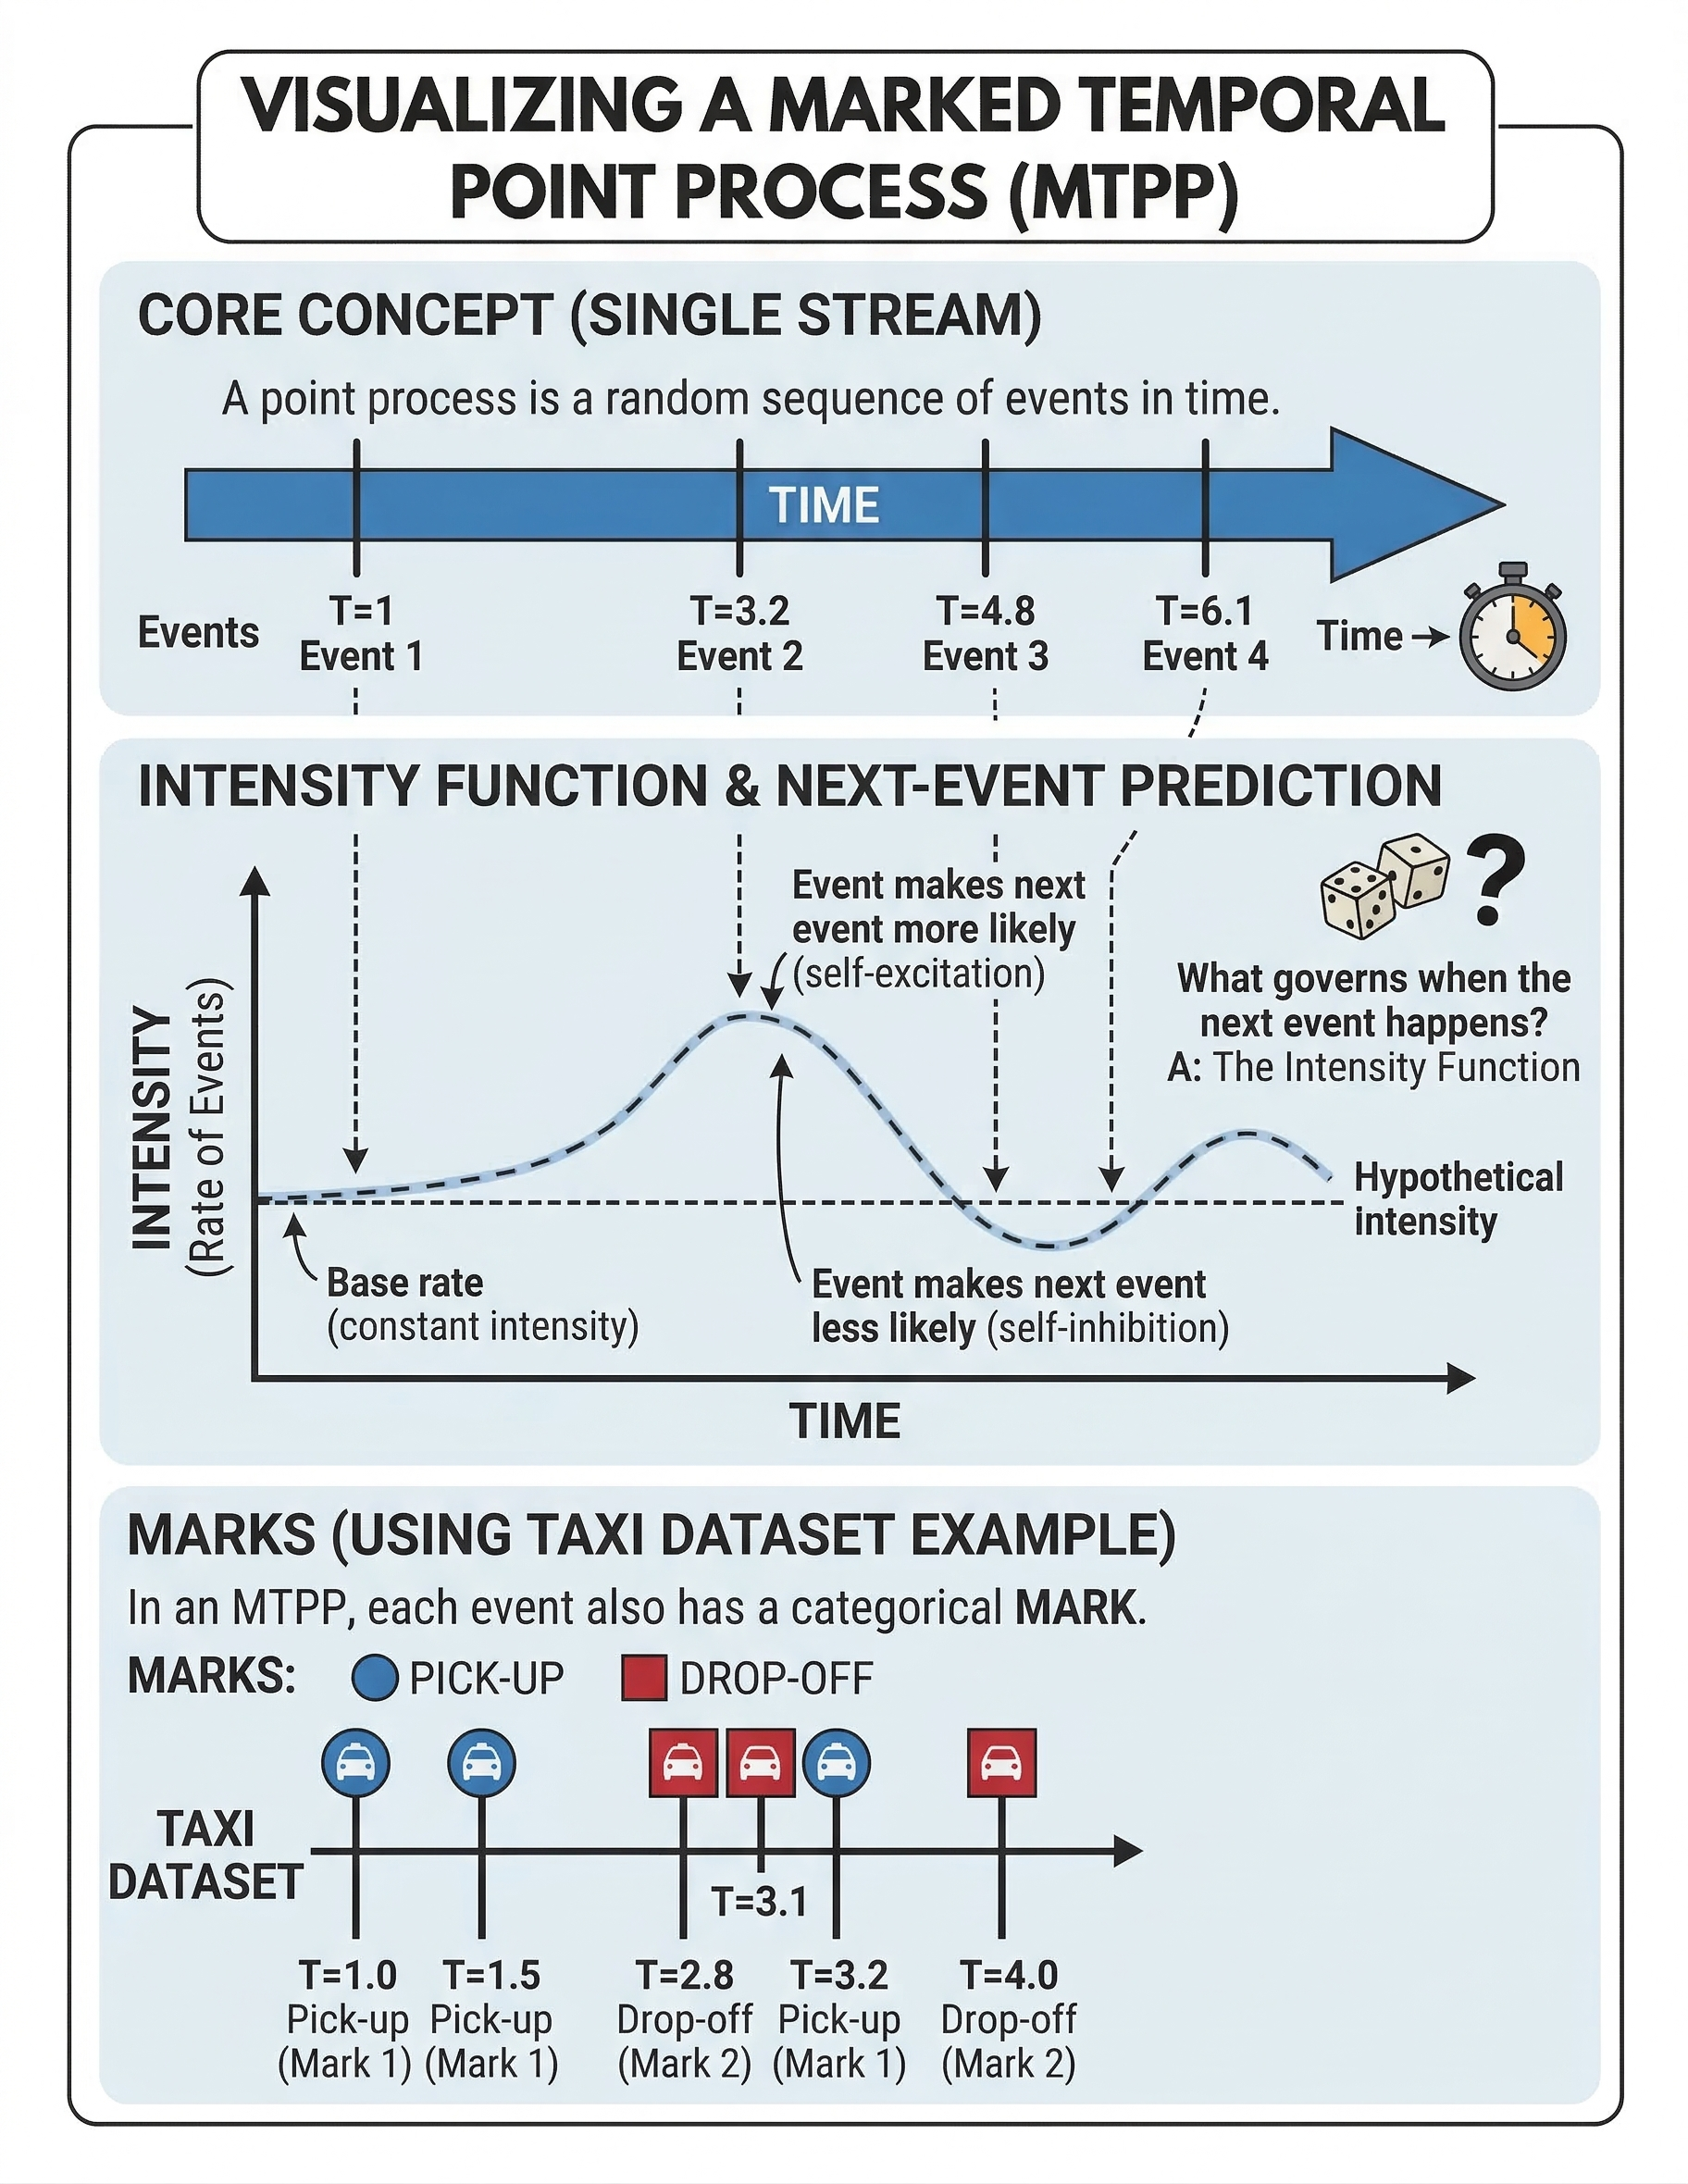 VISUALIZING A MARKED TEMPORAL
POINT PROCESS (MTPP)
CORE CONCEPT (SINGLE STREAM)
A point process is a random sequence of events in time.
TIME
Events
T=1
Event 1
T=3.2
Event 2
T=4.8
Event 3
T=6.1
Event 4
Time
INTENSITY FUNCTION & NEXT-EVENT PREDICTION
INTENSITY
(Rate of Events)
Event makes next
event more likely
(self-excitation)
?
What governs when the
next event happens?
A: The Intensity Function
Hypothetical
intensity
Base rate
(constant intensity)
Event makes next event
less likely (self-inhibition)
TIME
MARKS (USING TAXI DATASET EXAMPLE)
In an MTPP, each event also has a categorical MARK.
MARKS: PICK-UP DROP-OFF
TAXI
DATASET
T=1.0
Pick-up
(Mark 1)
T=1.5
Pick-up
(Mark 1)
T=2.8
Drop-off
(Mark 2)
T=3.1
T=3.2
Pick-up
(Mark 1)
T=4.0
Drop-off
(Mark 2)